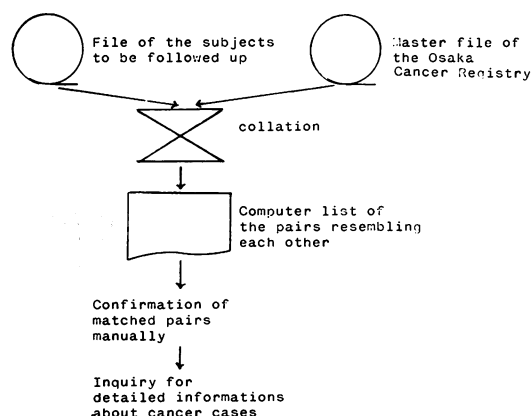 File of the subjects
to be followed up
Master file of
the Osaka
Cancer Registry
collation
Computer list of
the pairs resembling
each other
Confirmation of
matched pairs
manually
Inquiry for
detailed informations
about cancer cases